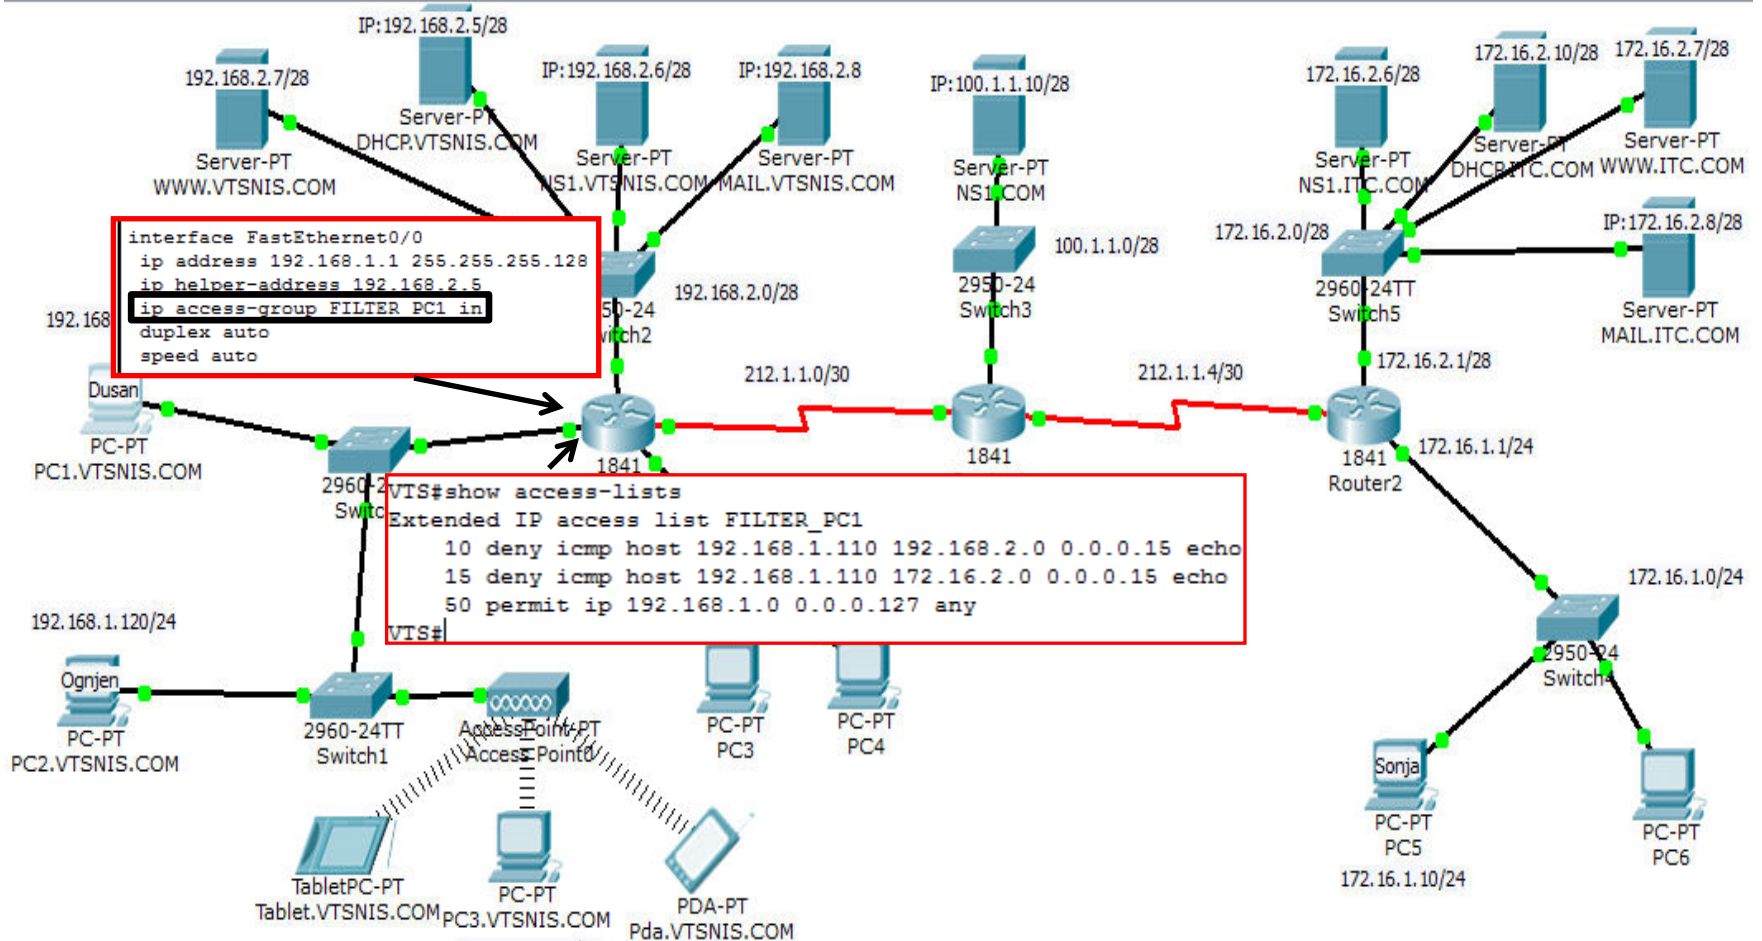 IP:192.168.2.5/28
192.168.2.7/28
IP:192.168.2.6/28
IP:192.168.2.8
IP:100.1.1.10/28
172.16.2.6/28
172.16.2.10/28
172.16.2.7/28
Server-PT
WWW.VTSNIS.COM
Server-PT
DHCP.VTSNIS.COM
Server-PT
NS1.VTSNIS.COM
Server-PT
MAIL.VTSNIS.COM
Server-PT
NS1.COM
Server-PT
NS1.ITC.COM
Server-PT
DHCP.ITC.COM
Server-PT
WWW.ITC.COM
IP:172.16.2.8/28
Server-PT
MAIL.ITC.COM
interface FastEthernet0/0
ip address 192.168.1.1 255.255.255.128
ip helper-address 192.168.2.5
ip access-group FILTER PC1 in
duplex auto
speed auto
192.168
50-24
witch2
192.168.2.0/28
2950-24
Switch3
100.1.1.0/28
172.16.2.0/28
2960-24TT
Switch5
172.16.2.1/28
212.1.1.0/30
212.1.1.4/30
Dusan
PC-PT
PC1.VTSNIS.COM
2960-2
Switc
1841
1841
1841
Router2
172.16.1.1/24
VTS#show access-lists
Extended IP access list FILTER_PC1
10 deny icmp host 192.168.1.110 192.168.2.0 0.0.0.15 echo
15 deny icmp host 192.168.1.110 172.16.2.0 0.0.0.15 echo
50 permit ip 192.168.1.0 0.0.0.127 any
VTS#
172.16.1.0/24
2950-24
Switch4
192.168.1.120/24
Ognjen
PC-PT
PC2.VTSNIS.COM
2960-24TT
Switch1
AccessPoint-PT
Access Point0
PC-PT
PC3
PC-PT
PC4
Sonja
PC-PT
PC5
172.16.1.10/24
PC-PT
PC6
TabletPC-PT
Tablet.VTSNIS.COM
PC-PT
PC3.VTSNIS.COM
PDA-PT
Pda.VTSNIS.COM